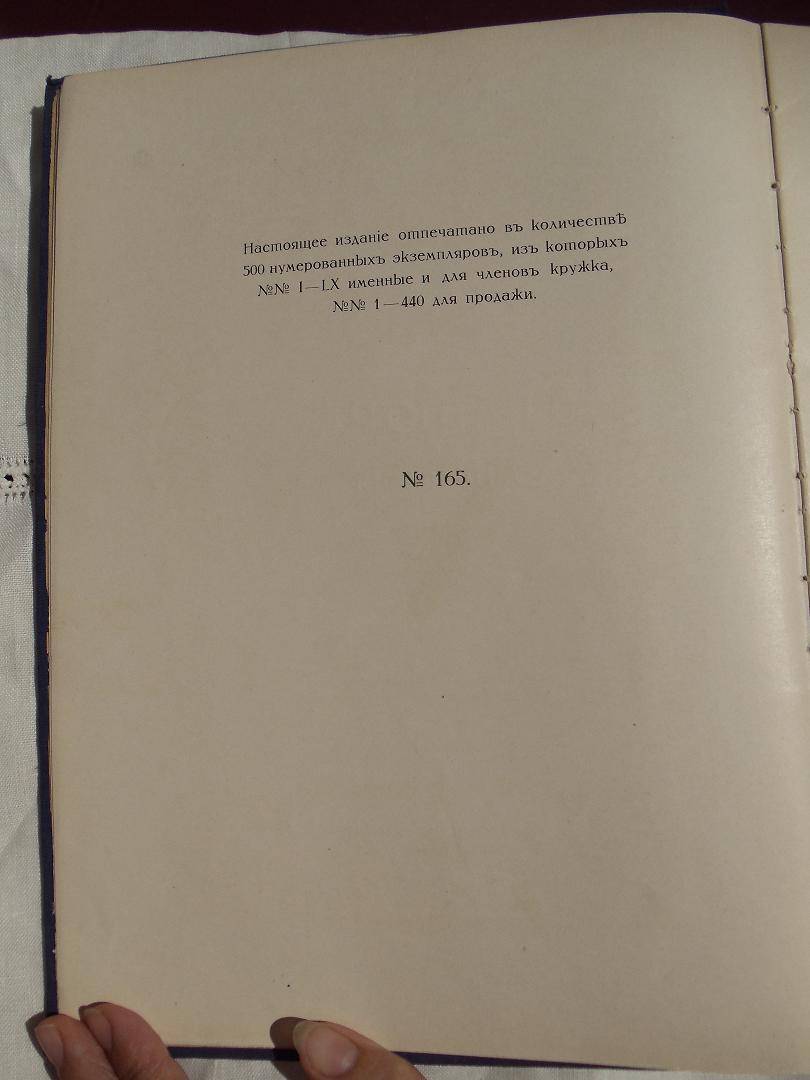 Настоящее изданіе отпечатано въ количествѣ
500 нумерованныхъ экземпляровъ, изъ которыхъ
№№ I—LX именные и для членовъ кружка,
№№ 1—440 для продажи.
№ 165.